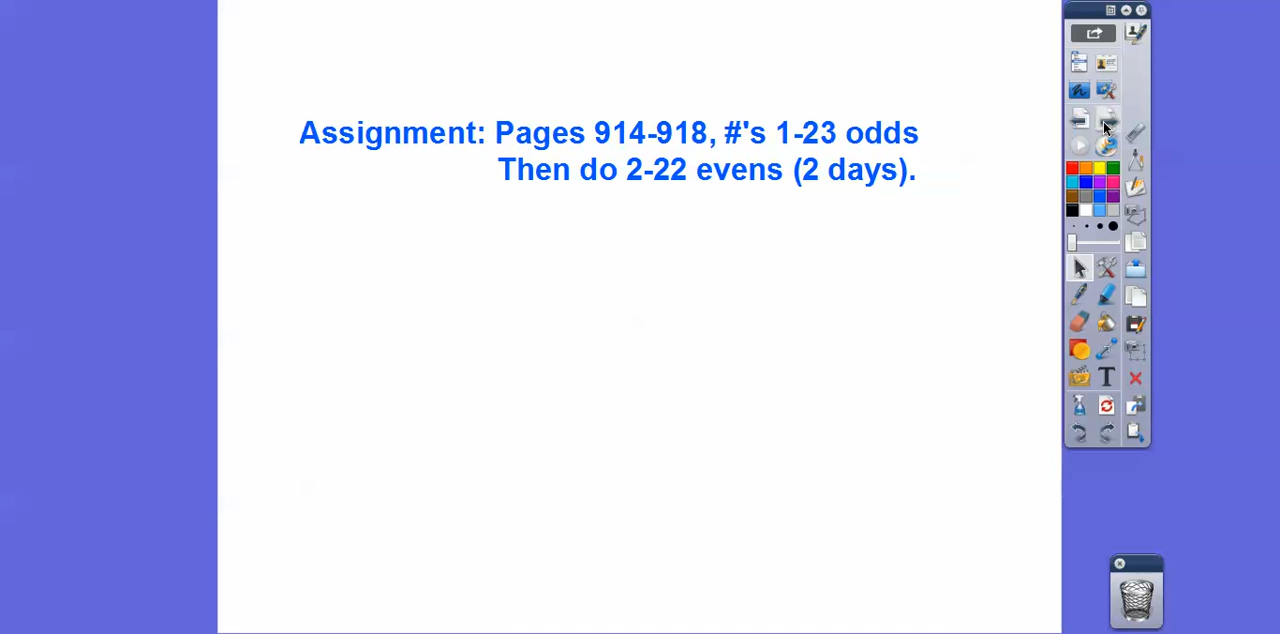 Assignment: Pages 914-918, #'s 1-23 odds
Then do 2-22 evens (2 days).